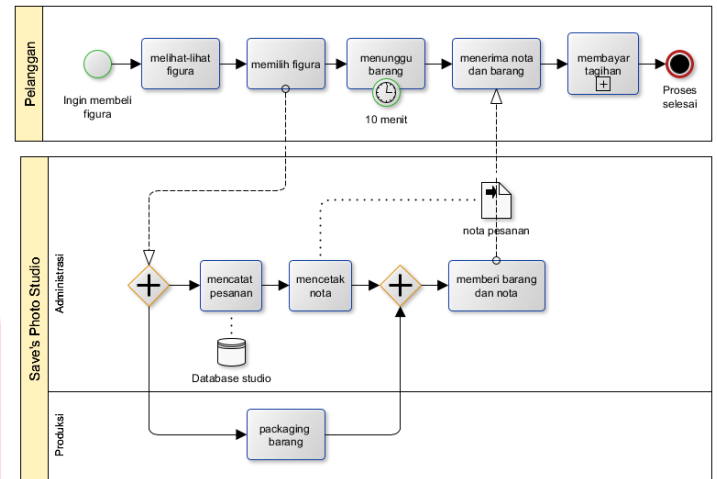 Pelanggan
melihat-lihat
figura
memilih figura
menunggu
barang
menerima nota
dan barang
membayar
tagihan
Ingin membeli
figura
10 menit
Proses
selesai
Save's Photo Studio
Administrasi
nota pesanan
mencatat
pesanan
mencetak
nota
memberi barang
dan nota
Database studio
Produksi
packaging
barang